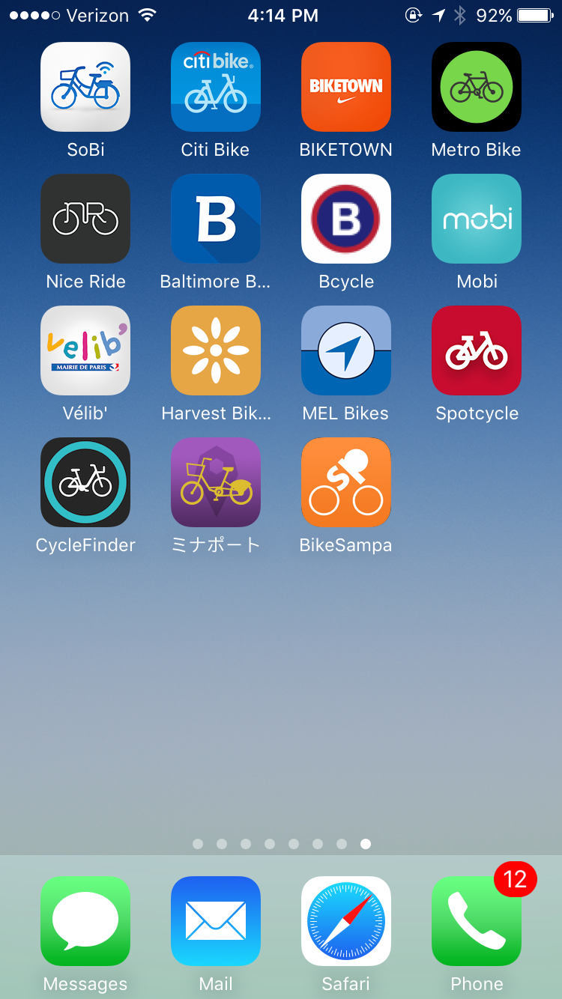 Verizon 4:14 PM 92%
citi bike®
BIKETOWN
SoBi Citi Bike BIKETOWN Metro Bike
NR B B mobi
Nice Ride Baltimore B... Bcycle Mobi
velib'
MAIRIE DE PARIS
Vélib' Harvest Bik... MEL Bikes Spotcycle
SP
CycleFinder ミナポート BikeSampa
12
Messages Mail Safari Phone